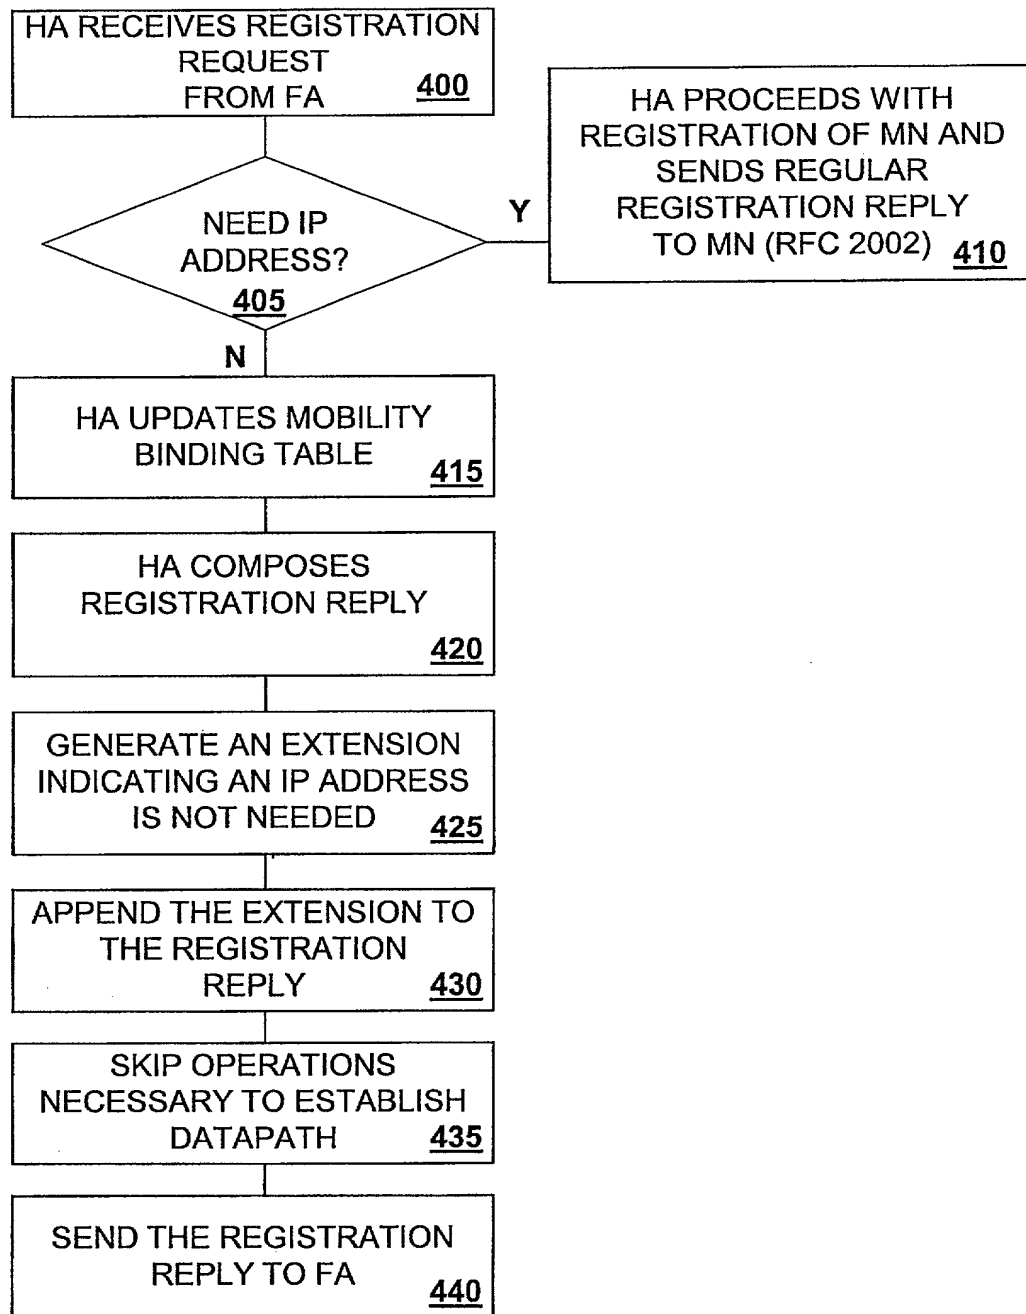 HA RECEIVES REGISTRATION
REQUEST
FROM FA 400
NEED IP
ADDRESS?
405
Y
HA PROCEEDS WITH
REGISTRATION OF MN AND
SENDS REGULAR
REGISTRATION REPLY
TO MN (RFC 2002) 410
N
HA UPDATES MOBILITY
BINDING TABLE 415
HA COMPOSES
REGISTRATION REPLY
420
GENERATE AN EXTENSION
INDICATING AN IP ADDRESS
IS NOT NEEDED 425
APPEND THE EXTENSION TO
THE REGISTRATION
REPLY 430
SKIP OPERATIONS
NECESSARY TO ESTABLISH
DATAPATH 435
SEND THE REGISTRATION
REPLY TO FA 440